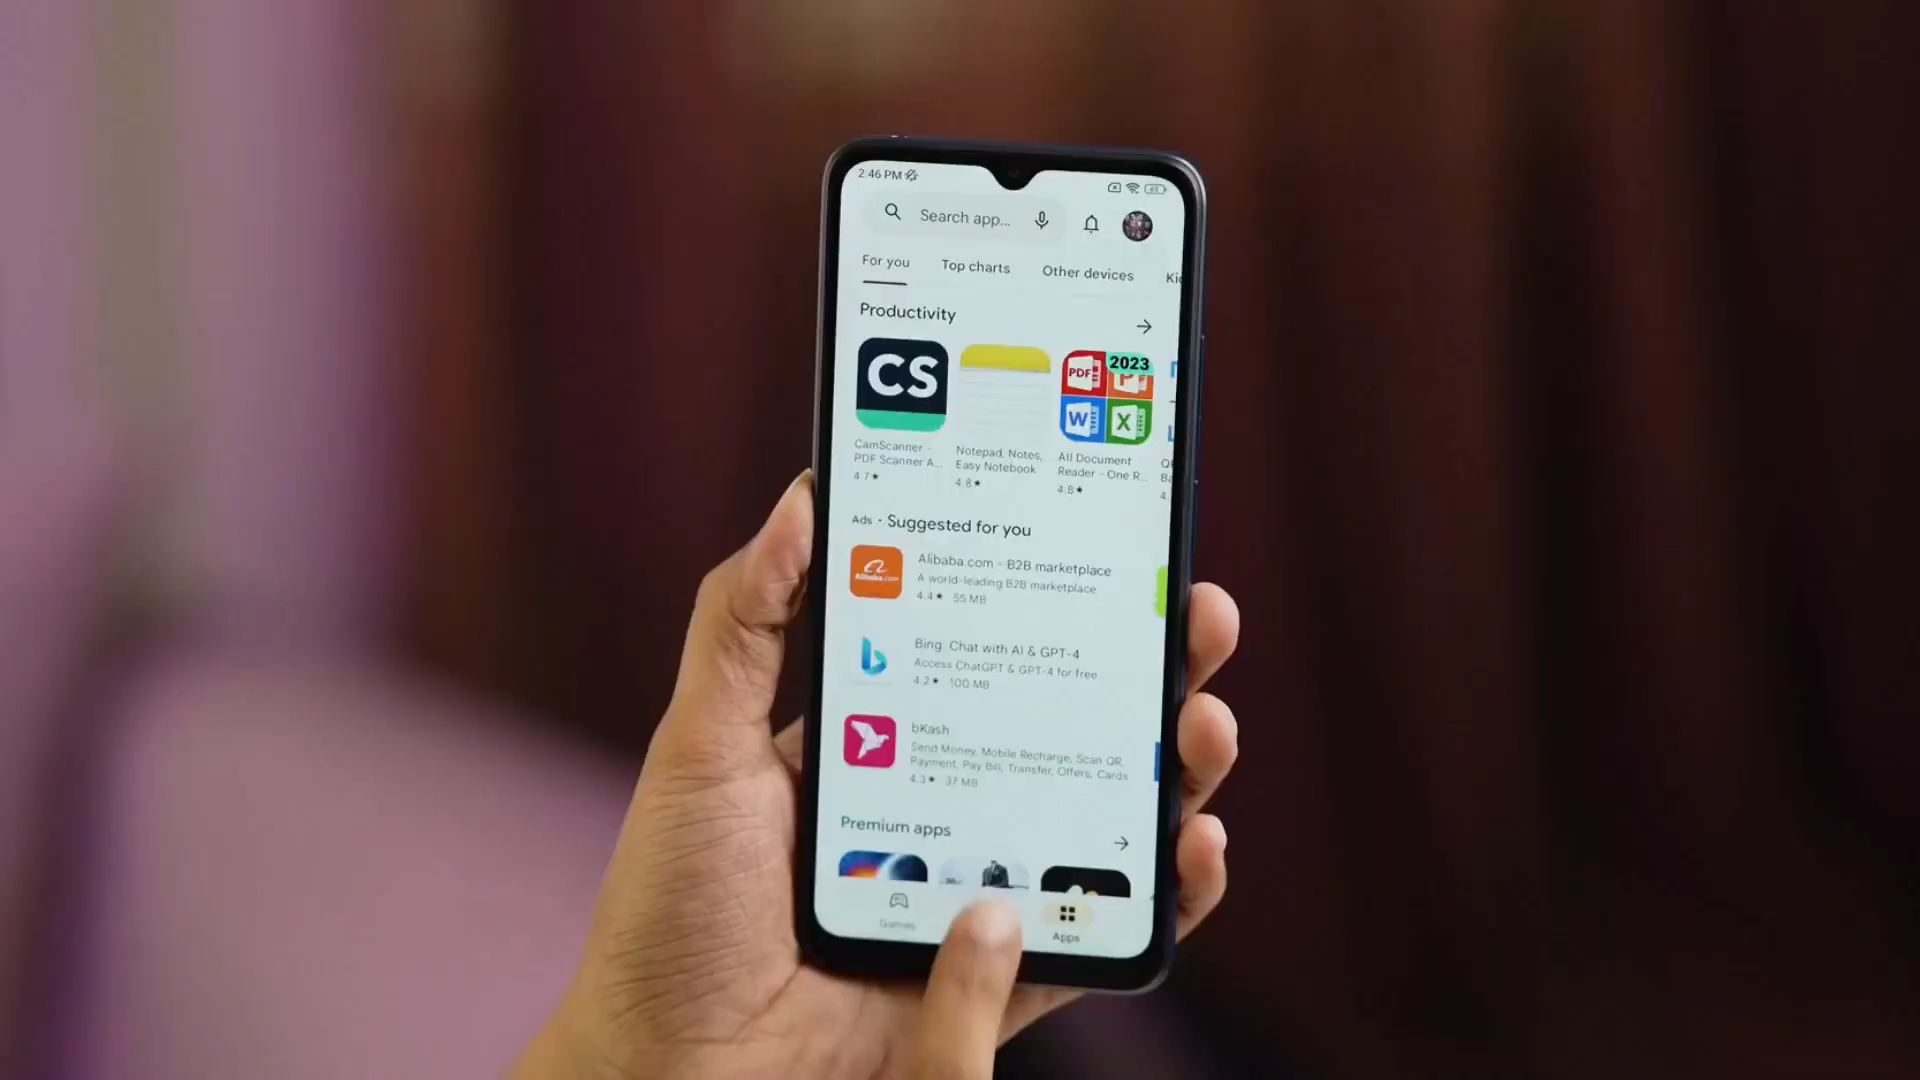 2:46 PM
65
Search app...
For you
Top charts
Other devices
Productivity
CS
PDF
2023
P
W
X
CamScanner -
PDF Scanner A...
4.7★
Notepad, Notes,
Easy Notebook
4.8★
All Document
Reader - One R...
4.8★
4.
Ads · Suggested for you
Alibaba.com
Alibaba.com - B2B marketplace
A world-leading B2B marketplace
4.4★ 55 MB
Bing: Chat with AI & GPT-4
Access ChatGPT & GPT-4 for free
4.2★ 100 MB
bKash
Send Money, Mobile Recharge, Scan QR,
Payment, Pay Bill, Transfer, Offers, Cards
4.3★ 37 MB
Premium apps
Games
Apps